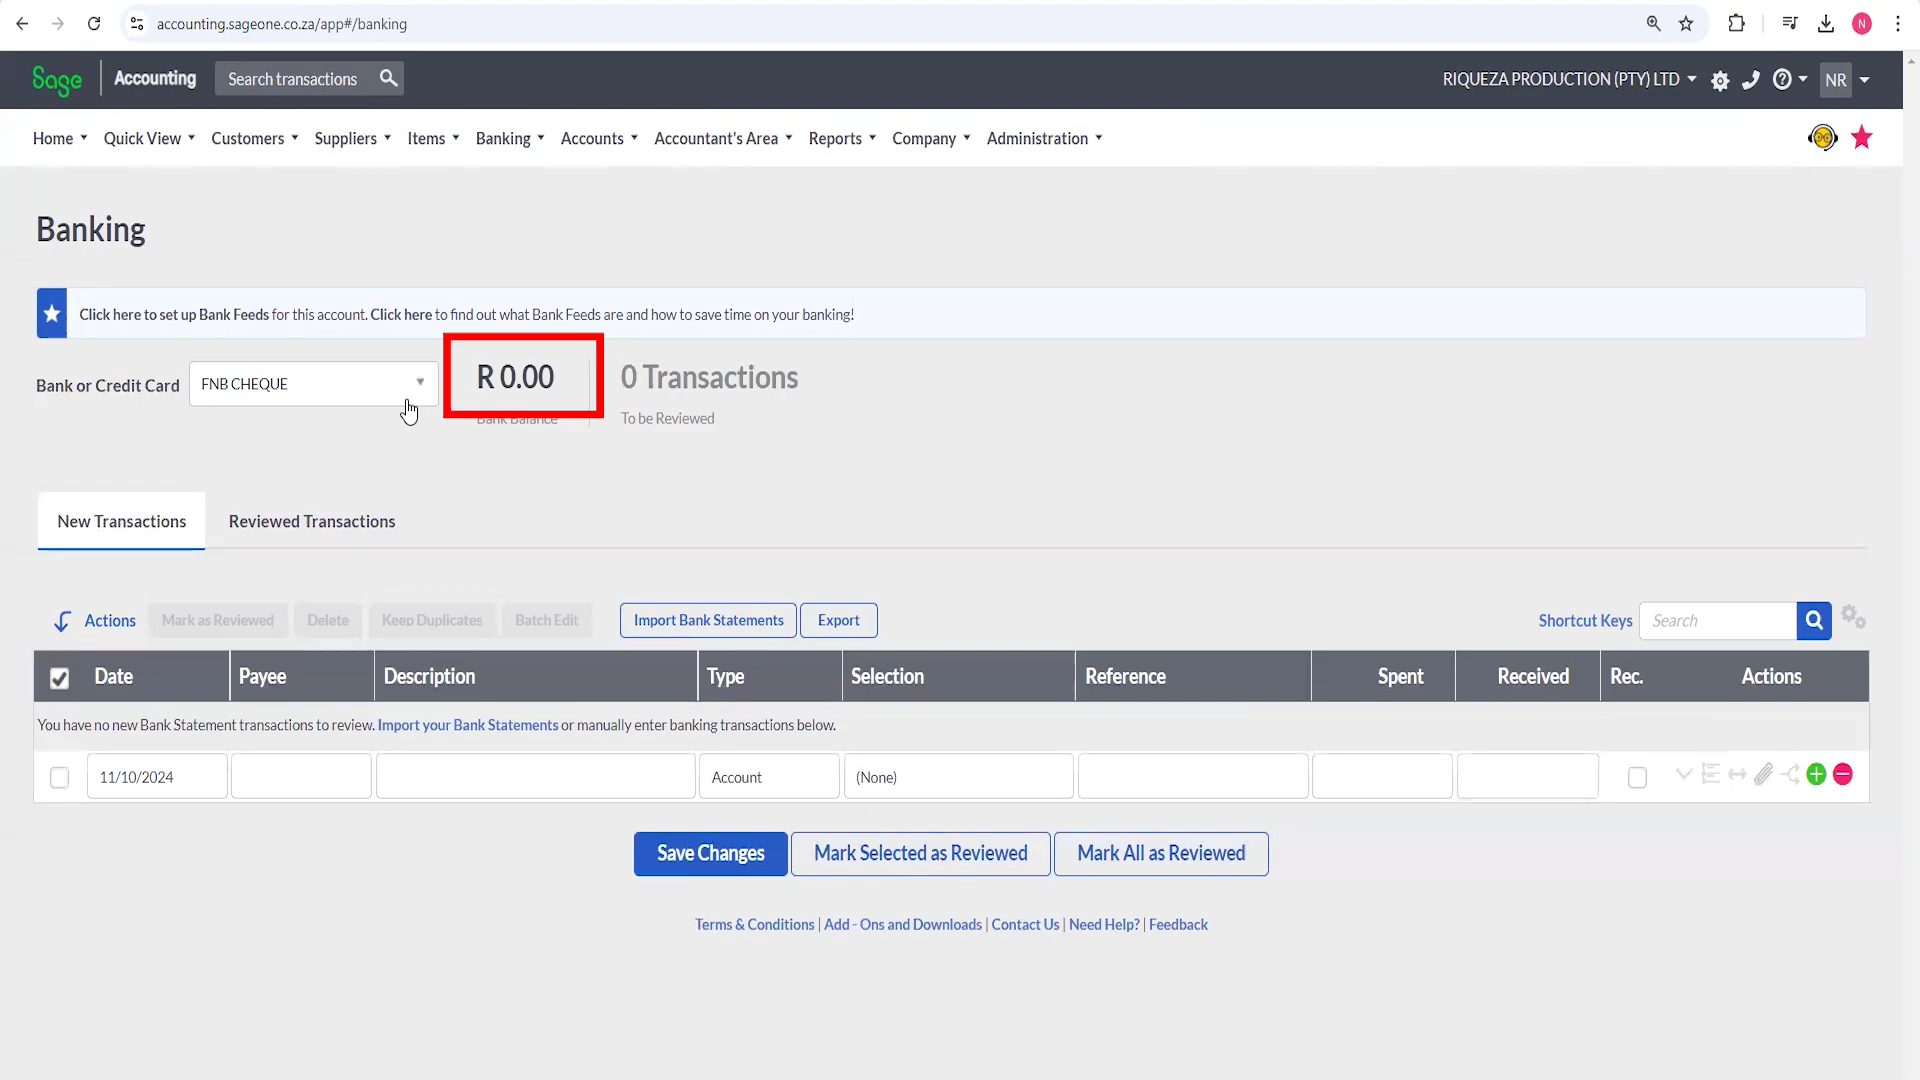 accounting.sageone.co.za/app#/banking
N
Sage
Accounting
Search transactions
RIQUEZA PRODUCTION (PTY) LTD
NR
Home
Quick View
Customers
Suppliers
Items
Banking
Accounts
Accountant's Area
Reports
Company
Administration
Banking
Click here to set up Bank Feeds for this account. Click here to find out what Bank Feeds are and how to save time on your banking!
Bank or Credit Card
FNB CHEQUE
R 0.00
Bank Balance
0 Transactions
To be Reviewed
New Transactions
Reviewed Transactions
Actions
Mark as Reviewed
Delete
Keep Duplicates
Batch Edit
Import Bank Statements
Export
Shortcut Keys
Search
Date
Payee
Description
Type
Selection
Reference
Spent
Received
Rec.
Actions
You have no new Bank Statement transactions to review. Import your Bank Statements or manually enter banking transactions below.
11/10/2024
Account
(None)
Save Changes
Mark Selected as Reviewed
Mark All as Reviewed
Terms & Conditions | Add - Ons and Downloads | Contact Us | Need Help? | Feedback